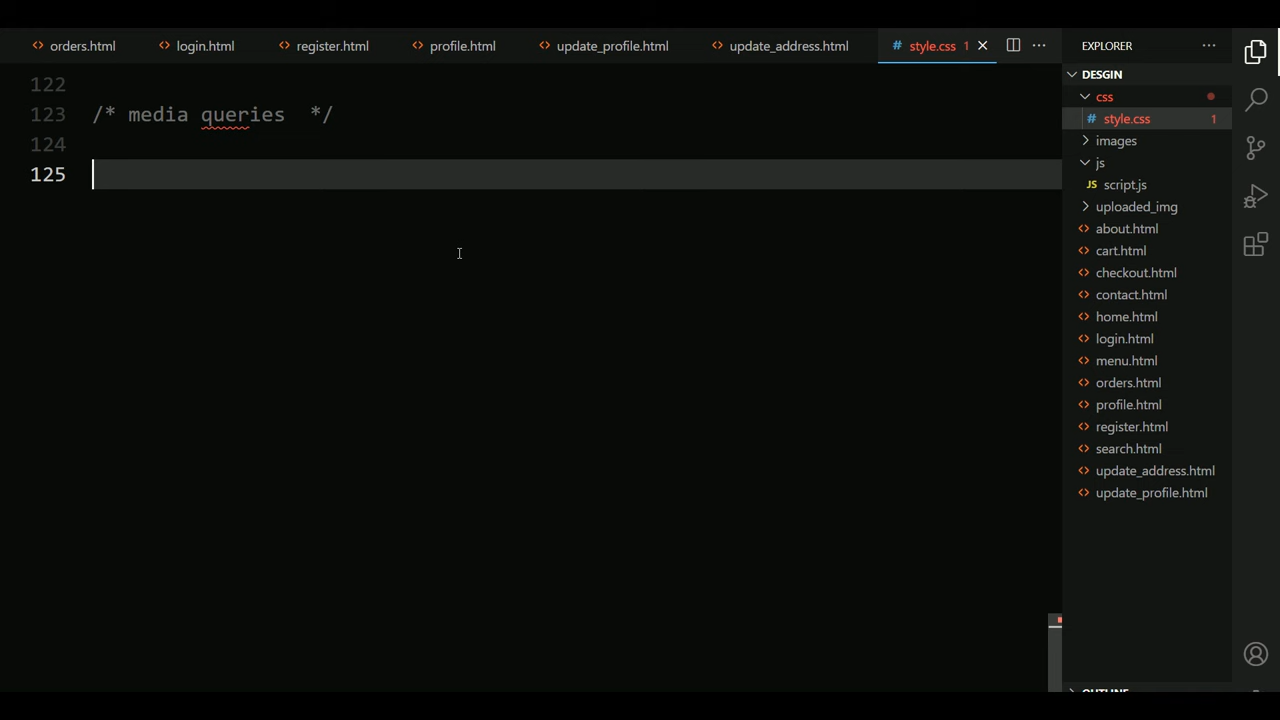 orders.html login.html register.html profile.html update_profile.html update_address.html # style.css 1
122
123 /* media queries */
124
125
EXPLORER
DESGIN
css
# style.css 1
images
js
JS script.js
uploaded_img
about.html
cart.html
checkout.html
contact.html
home.html
login.html
menu.html
orders.html
profile.html
register.html
search.html
update_address.html
update_profile.html
OUTLINE